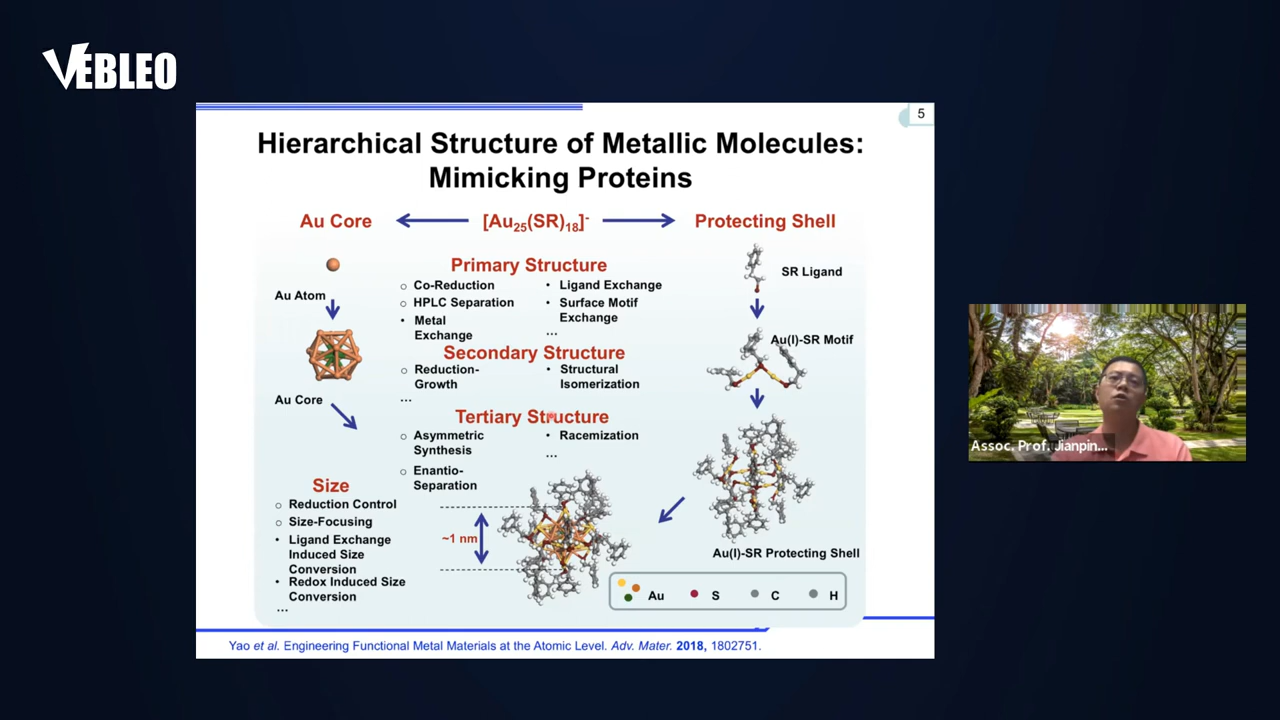 VEBLEO
5
Hierarchical Structure of Metallic Molecules:
Mimicking Proteins
Au Core
[Au25(SR)18]-
Protecting Shell
Primary Structure
SR Ligand
Au Atom
○ Co-Reduction
○ HPLC Separation
• Metal
Exchange
• Ligand Exchange
• Surface Motif
Exchange
...
Au(I)-SR Motif
Secondary Structure
○ Reduction-
Growth
...
• Structural
Isomerization
Au Core
Tertiary Structure
○ Asymmetric
Synthesis
○ Enantio-
Separation
• Racemization
...
Size
○ Reduction Control
○ Size-Focusing
• Ligand Exchange
Induced Size
Conversion
• Redox Induced Size
Conversion
...
~1 nm
Au(I)-SR Protecting Shell
Au S C H
Yao et al. Engineering Functional Metal Materials at the Atomic Level. Adv. Mater. 2018, 1802751.
Assoc. Prof. Jianpin...